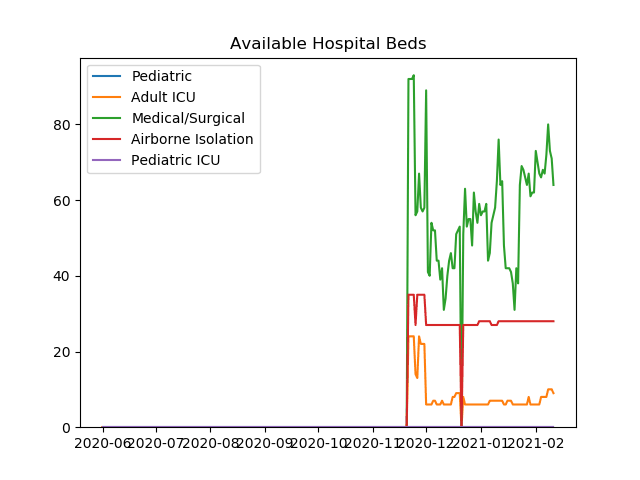 Available Hospital Beds
Pediatric
Adult ICU
Medical/Surgical
Airborne Isolation
Pediatric ICU
80
60
40
20
0
2020-06 2020-07 2020-08 2020-09 2020-10 2020-11 2020-12 2021-01 2021-02